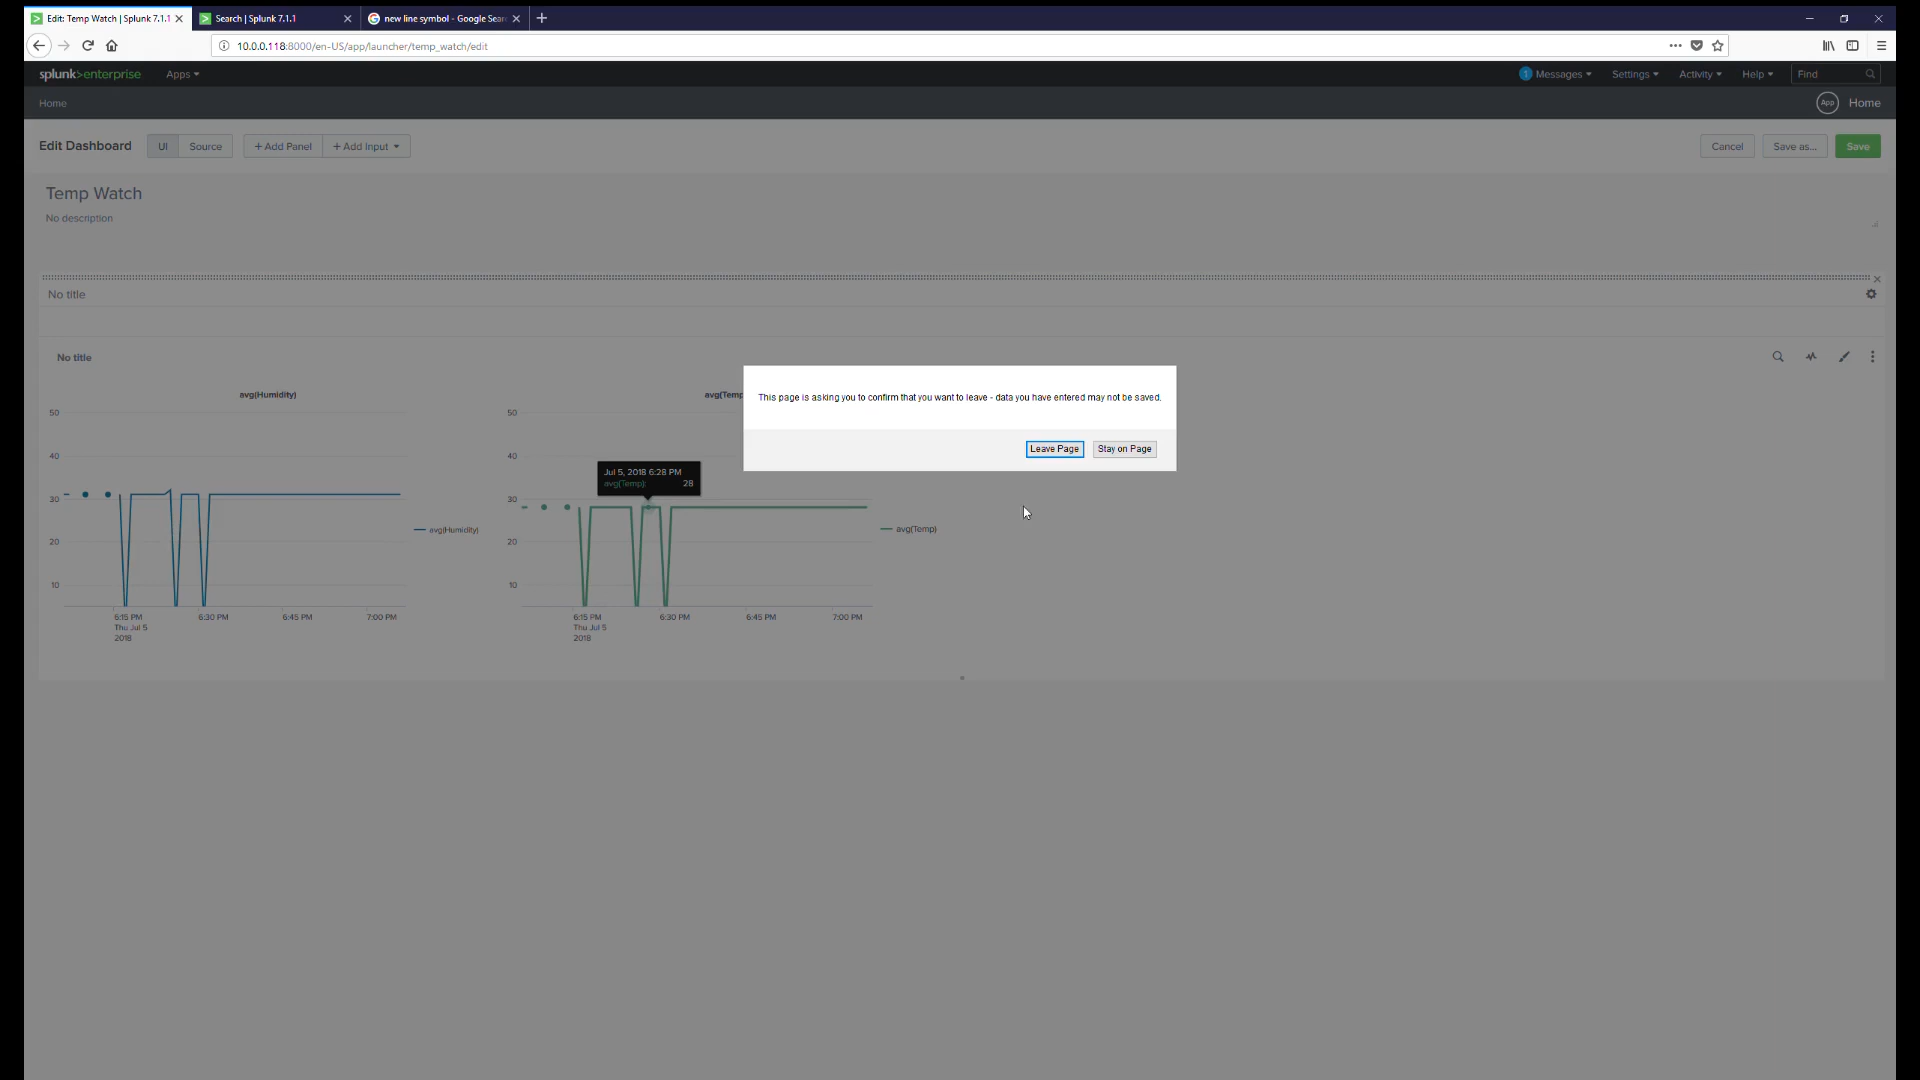 Edit: Temp Watch | Splunk 7.1.1
Search | Splunk 7.1.1
new line symbol - Google Sear
10.0.0.118:8000/en-US/app/launcher/temp_watch/edit
splunk>enterprise
Apps
1
Messages
Settings
Activity
Help
Find
Home
App
Home
Edit Dashboard
UI
Source
+ Add Panel
+ Add Input
Cancel
Save as...
Save
Temp Watch
No description
No title
No title
This page is asking you to confirm that you want to leave - data you have entered may not be saved.
Leave Page
Stay on Page
avg(Humidity)
50
40
30
20
10
6:15 PM
Thu Jul 5
2018
6:30 PM
6:45 PM
7:00 PM
avg(Humidity)
avg(Temp
50
40
30
20
10
Jul 5, 2018 6:28 PM
avg(Temp): 28
6:15 PM
Thu Jul 5
2018
6:30 PM
6:45 PM
7:00 PM
avg(Temp)